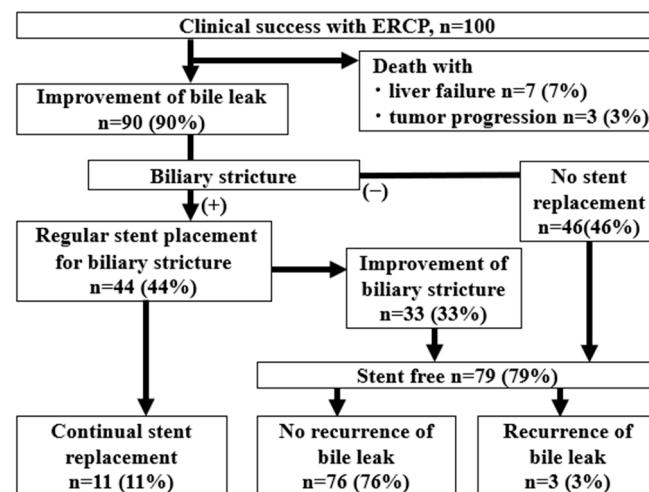 Clinical success with ERCP, n=100
Death with
・liver failure n=7 (7%)
・tumor progression n=3 (3%)
Improvement of bile leak
n=90 (90%)
Biliary stricture
(−)
(+)
No stent
replacement
n=46(46%)
Regular stent placement
for biliary stricture
n=44 (44%)
Improvement of
biliary stricture
n=33 (33%)
Stent free n=79 (79%)
Continual stent
replacement
n=11 (11%)
No recurrence of
bile leak
n=76 (76%)
Recurrence of
bile leak
n=3 (3%)